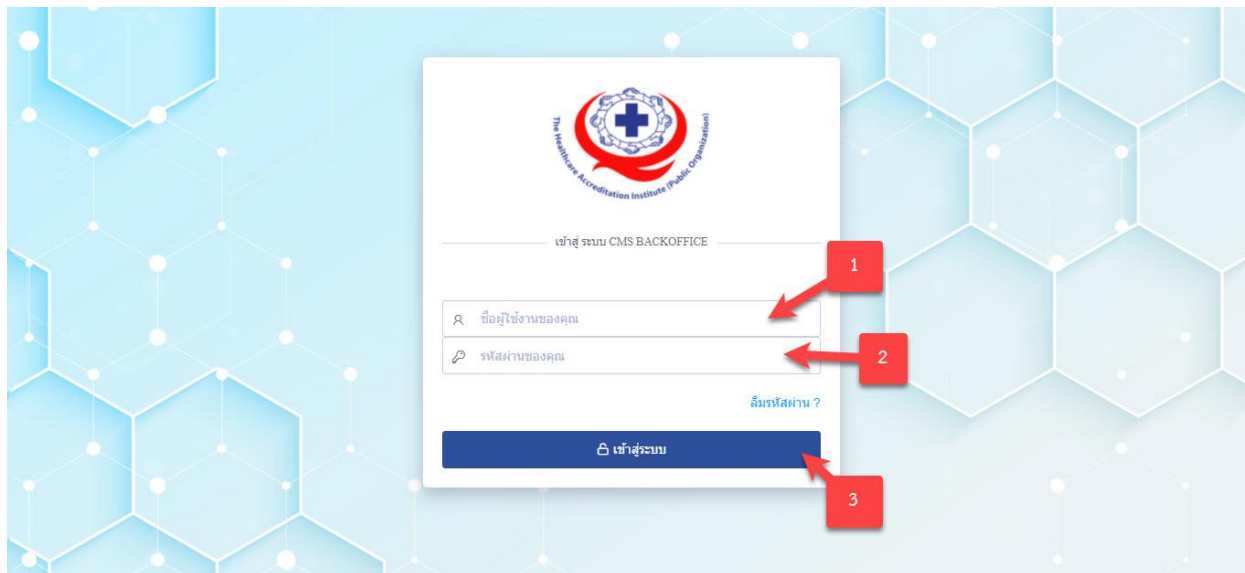 The Healthcare Accreditation Institute (Public Organization)
เข้าสู่ ระบบ CMS BACKOFFICE
1
ชื่อผู้ใช้งานของคุณ
รหัสผ่านของคุณ
2
ลืมรหัสผ่าน ?
เข้าสู่ระบบ
3